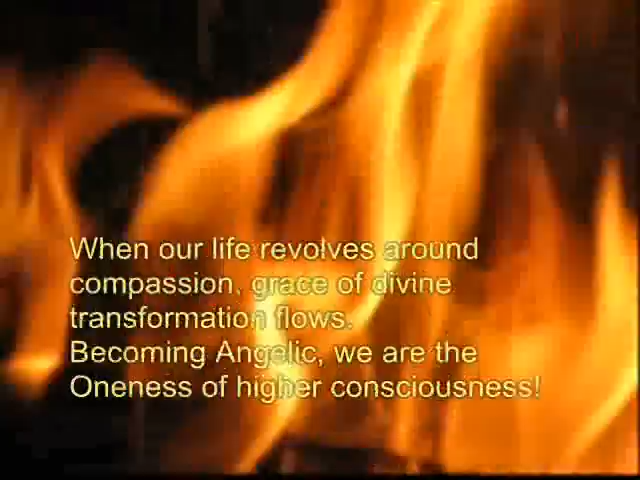 When our life revolves around
compassion, grace of divine
transformation flows.
Becoming Angelic, we are the
Oneness of higher consciousness!